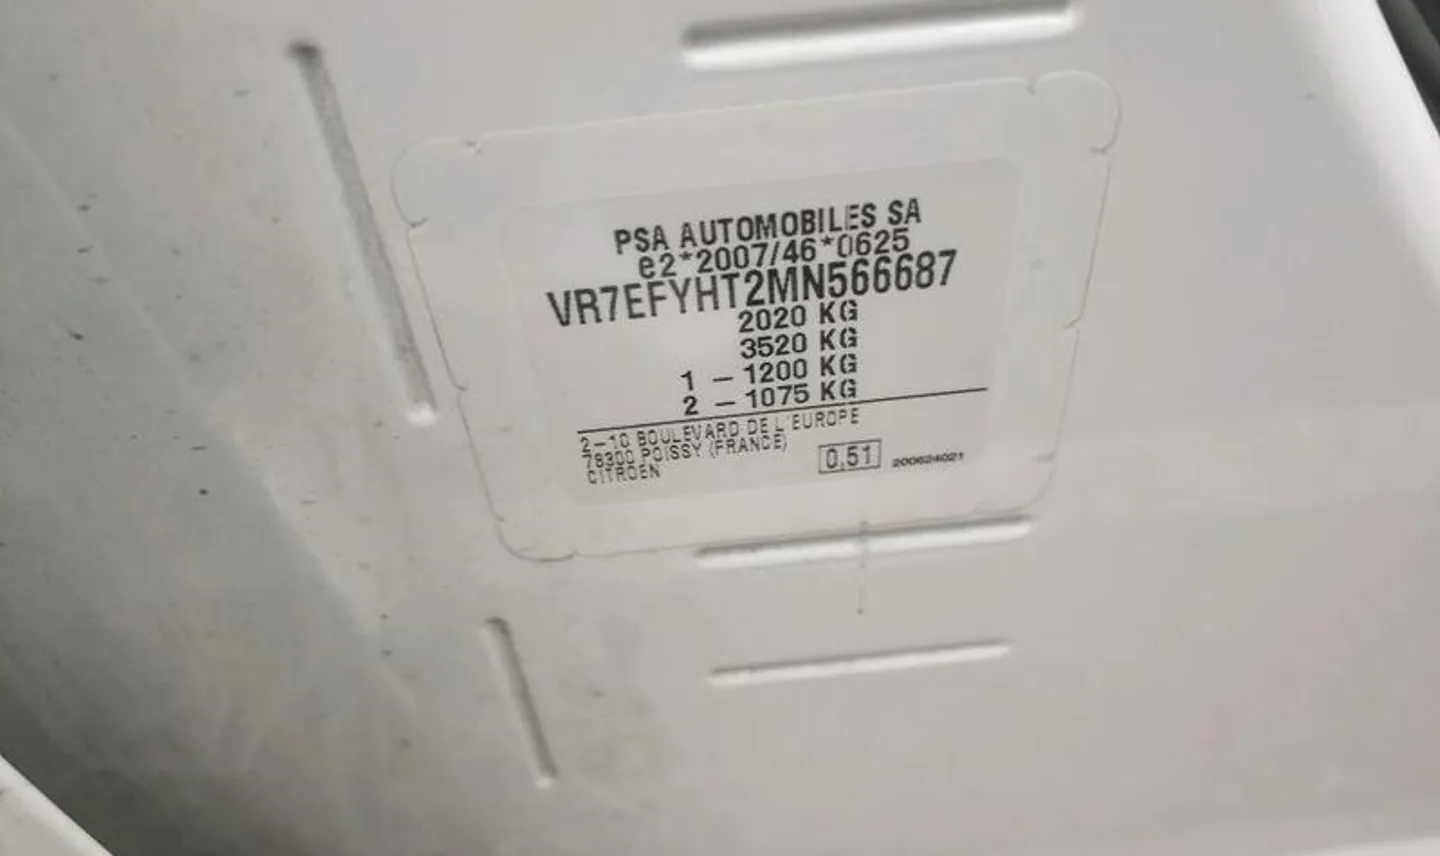 PSA AUTOMOBILES SA
e2*2007/46*0625
VR7EFYHT2MN566687
2020 KG
3520 KG
1 - 1200 KG
2 - 1075 KG
2-10 BOULEVARD DE L'EUROPE
78300 POISSY (FRANCE)
CITROEN
0,51 200624021